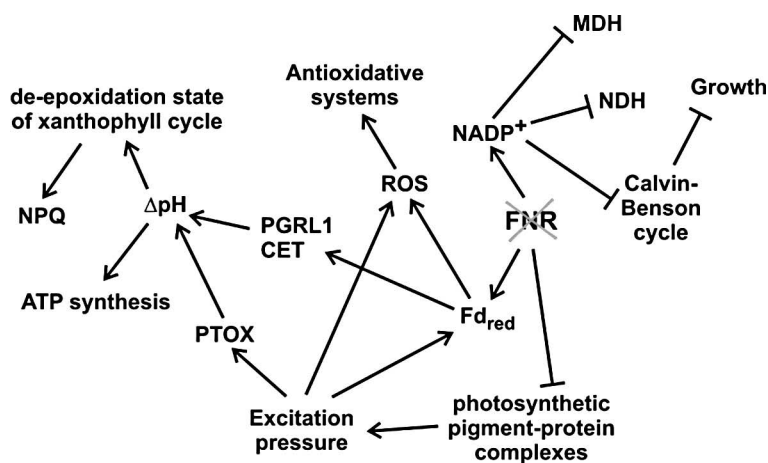 MDH
Antioxidative
systems
Growth
de-epoxidation state
of xanthophyll cycle
NDH
NADP+
ROS
Calvin-
Benson
cycle
NPQ
ΔpH
PGRL1
CET
FNR
ATP synthesis
Fdred
PTOX
Excitation
pressure
photosynthetic
pigment-protein
complexes